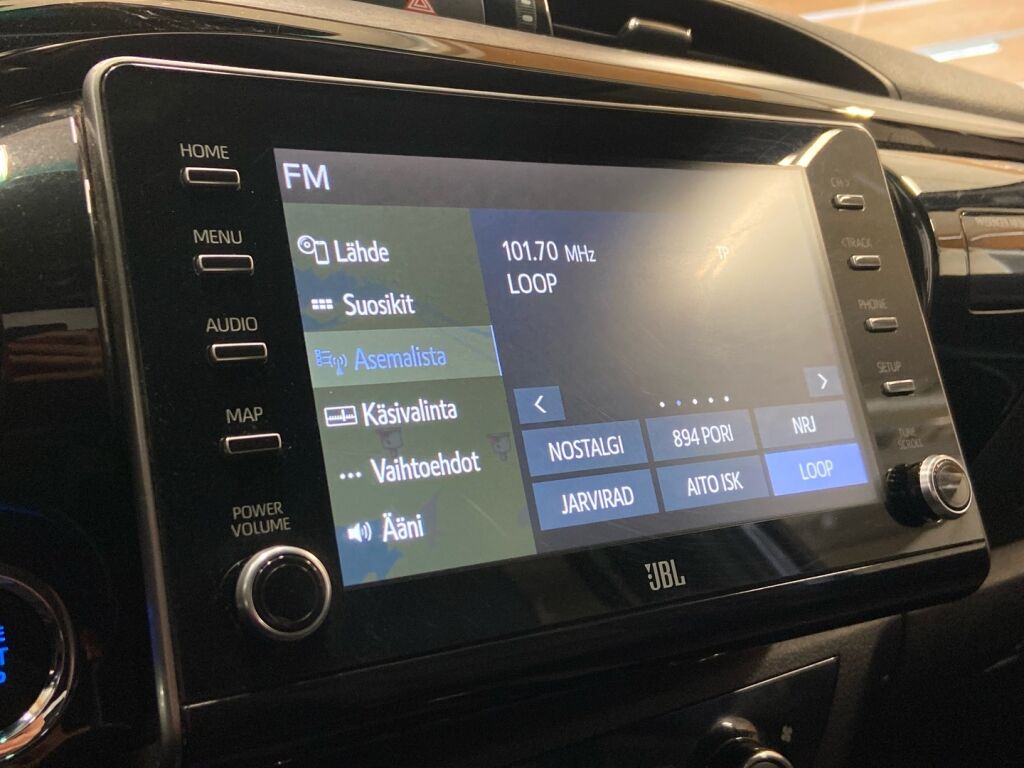 HOME
MENU
AUDIO
MAP
POWER
VOLUME
FM
Lähde
Suosikit
Asemalista
Käsivalinta
Vaihtoehdot
Ääni
101.70 MHz
TP
LOOP
NOSTALGI
894 PORI
NRJ
JARVIRAD
AITO ISK
LOOP
CH >
<TRACK
PHONE
SETUP
TUNE
SCROLL
JBL